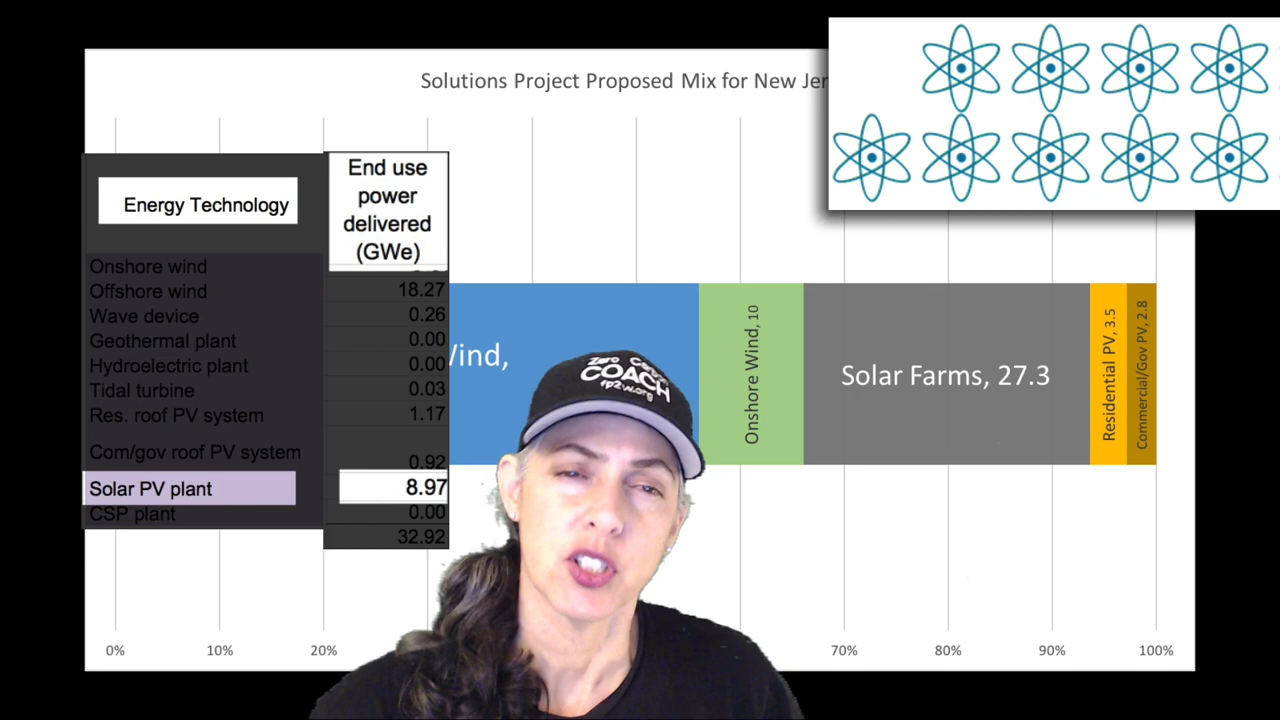 Solutions Project Proposed Mix for New Jer
End use
power
delivered
(GWe)
Energy Technology
Onshore wind
Offshore wind 18.27
Wave device 0.26
Geothermal plant 0.00
Hydroelectric plant 0.00
Tidal turbine 0.03
Res. roof PV system 1.17
Com/gov roof PV system 0.92
Solar PV plant 8.97
CSP plant 0.00
32.92
Wind,
Onshore Wind, 10
Solar Farms, 27.3
Residential PV, 3.5
Commercial/Gov PV, 2.8
COACH
fp2w.org
0% 10% 20% 70% 80% 90% 100%